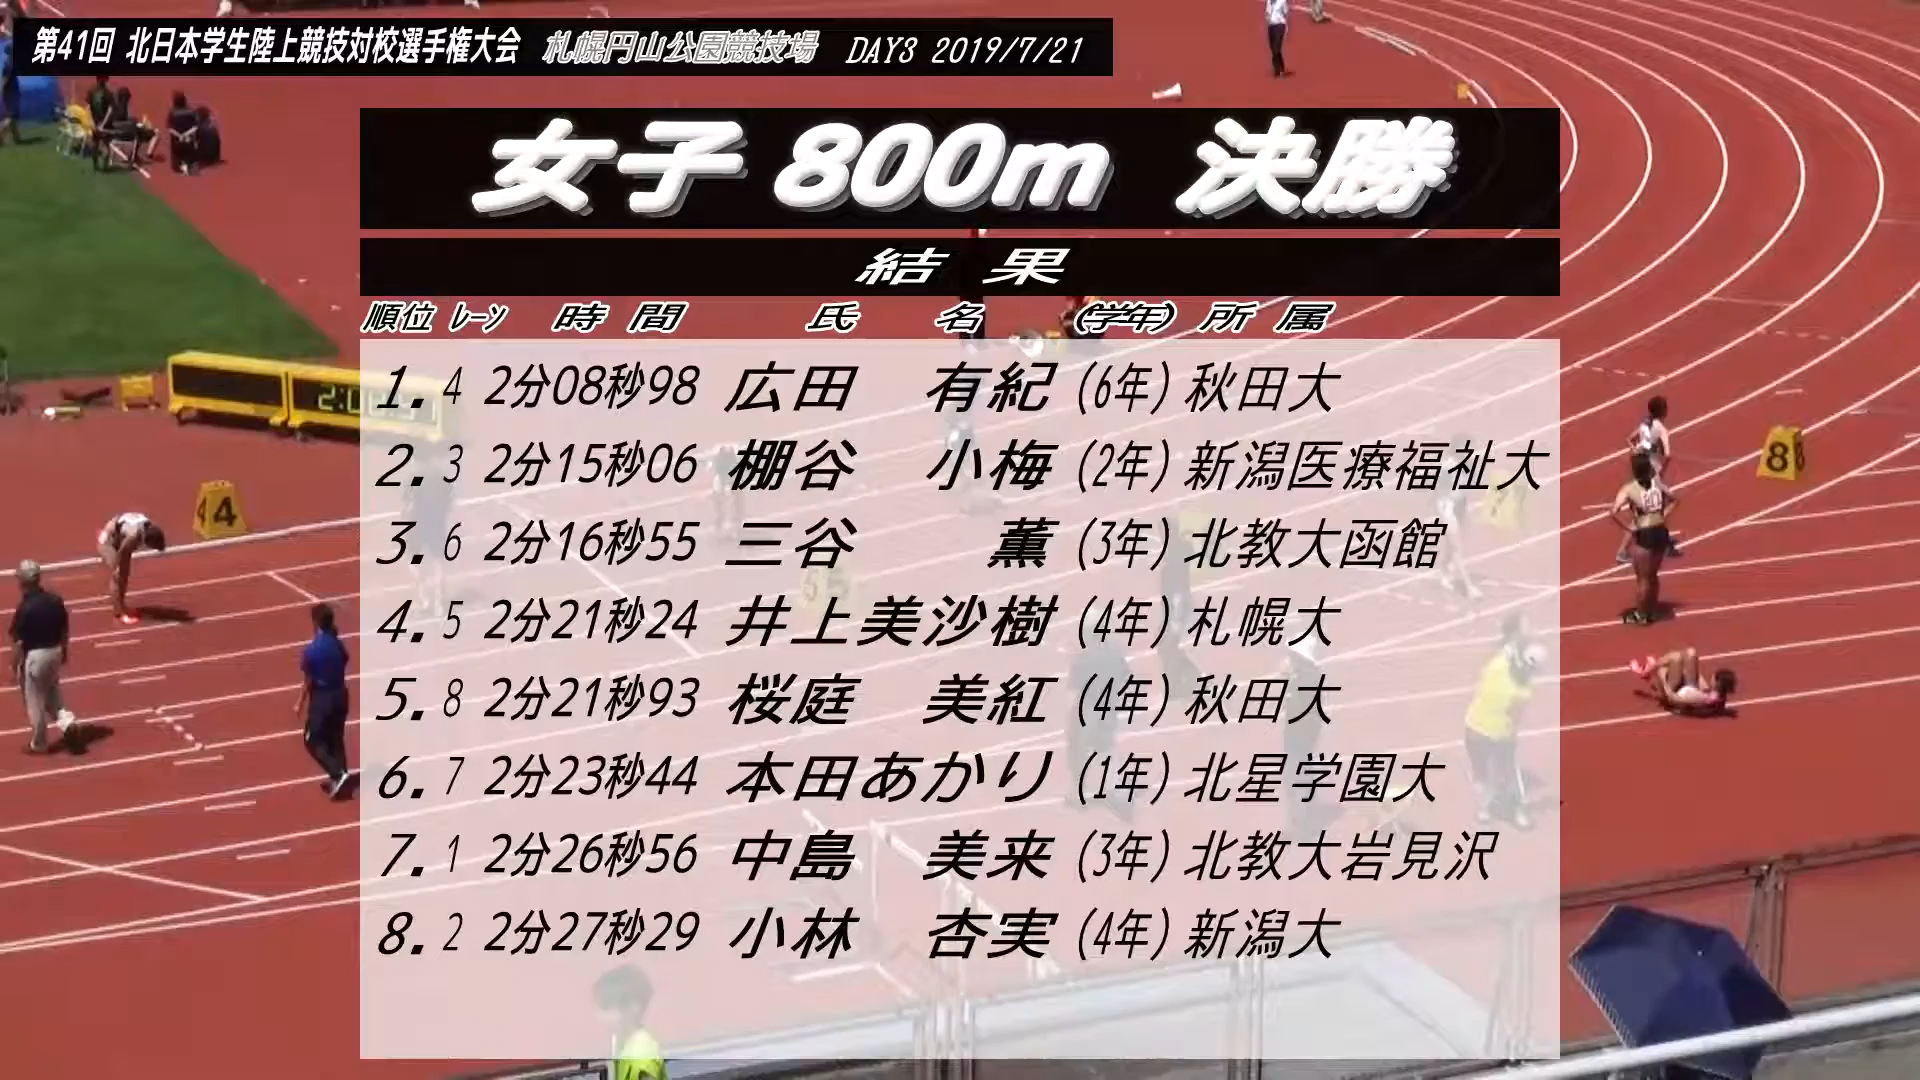 第41回 北日本学生陸上競技対校選手権大会 札幌円山公園競技場 DAY3 2019/7/21
女子 800m 決勝
結 果
順位 ﾚｰﾝ 時 間 氏 名 (学年) 所 属
1. 4 2分08秒98 広田 有紀 (6年) 秋田大
2. 3 2分15秒06 棚谷 小梅 (2年) 新潟医療福祉大
3. 6 2分16秒55 三谷 薫 (3年) 北教大函館
4. 5 2分21秒24 井上美沙樹 (4年) 札幌大
5. 8 2分21秒93 桜庭 美紅 (4年) 秋田大
6. 7 2分23秒44 本田あかり (1年) 北星学園大
7. 1 2分26秒56 中島 美来 (3年) 北教大岩見沢
8. 2 2分27秒29 小林 杏実 (4年) 新潟大
4 4
8 8